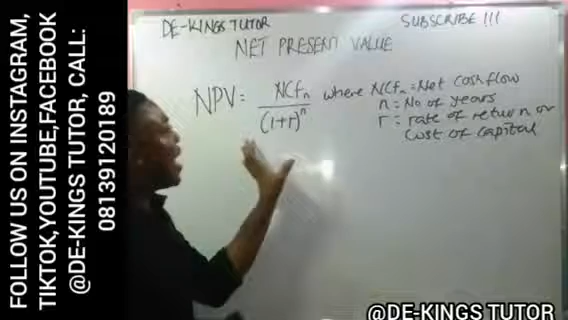 FOLLOW US ON INSTAGRAM,
TIKTOK,YOUTUBE,FACEBOOK
@DE-KINGS TUTOR, CALL:
08139120189
DE-KINGS TUTOR
SUBSCRIBE !!!
NET PRESENT VALUE
NPV = NCFn / (1+r)^n where NCFn = Net Cashflow
n = No of years
r = rate of return or
Cost of Capital
@DE-KINGS TUTOR